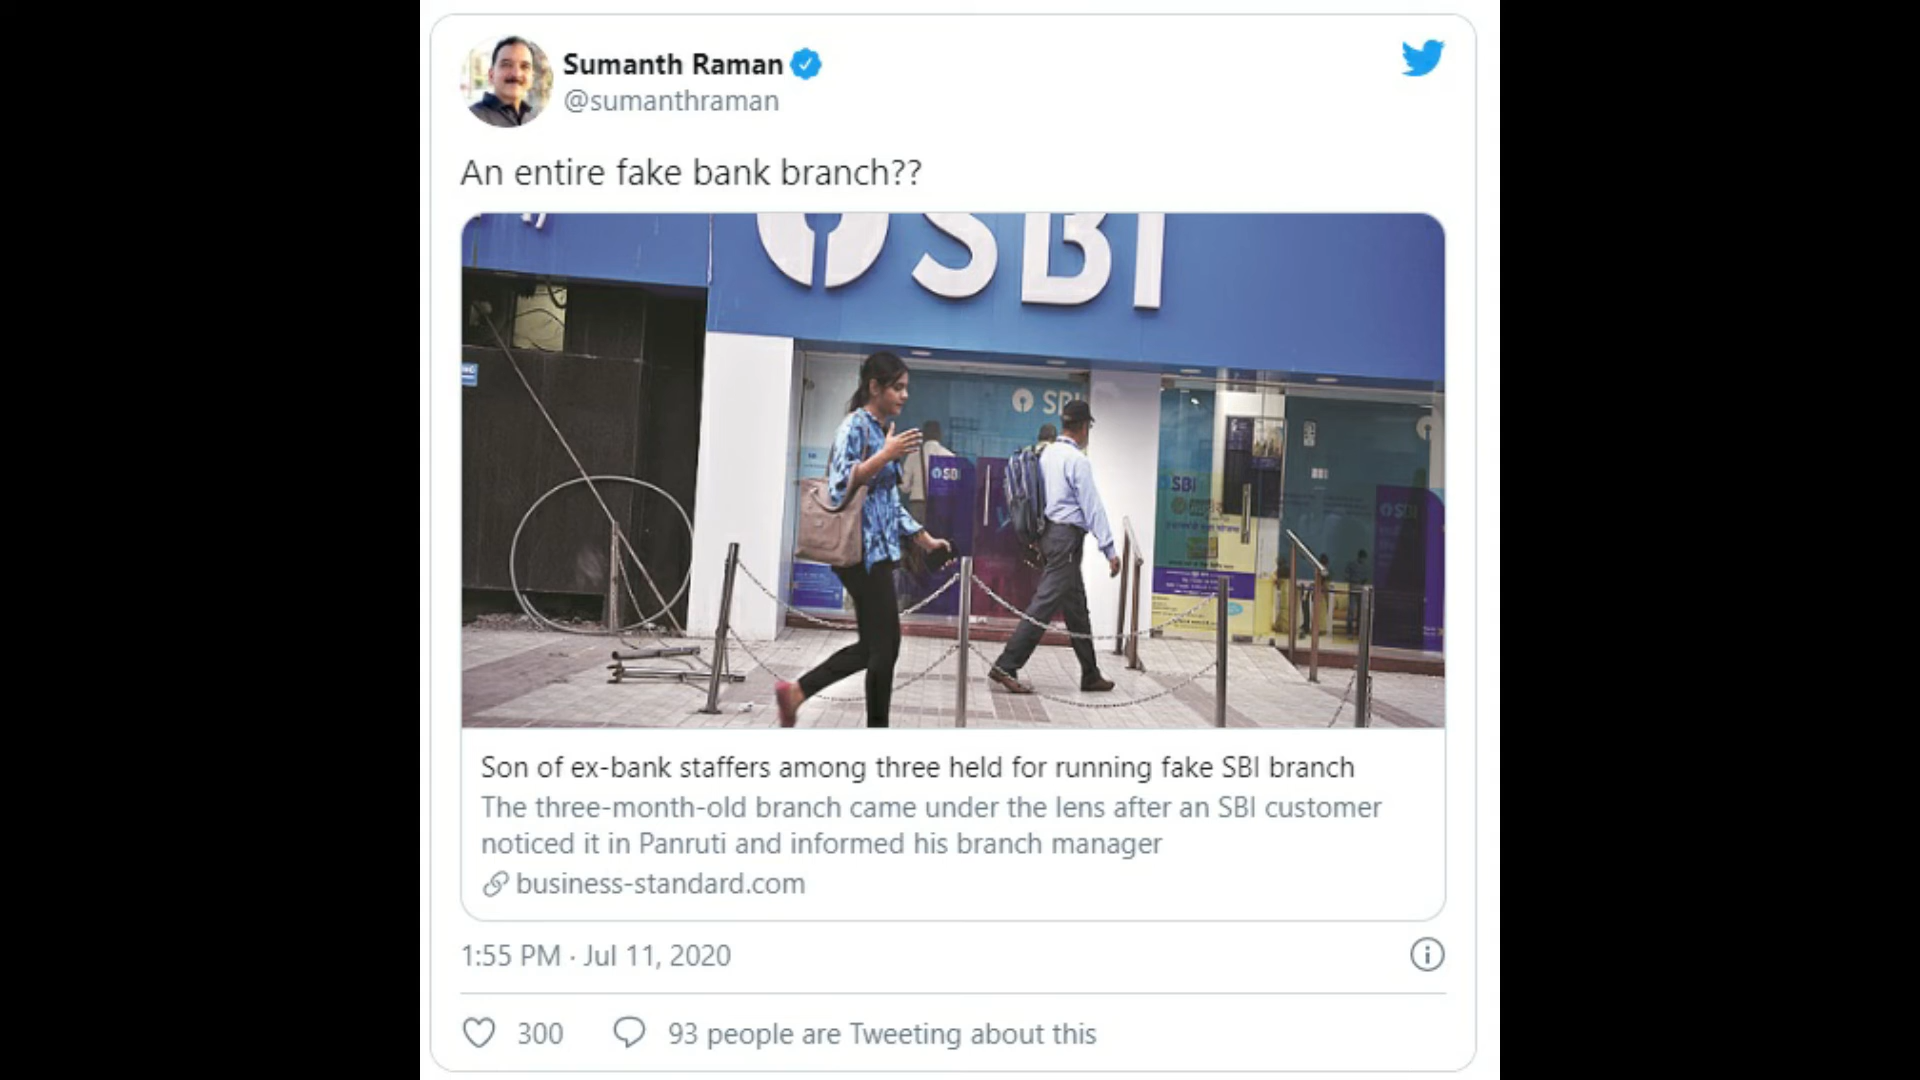 Sumanth Raman
@sumanthraman
An entire fake bank branch??
SBI
SBI
SBI
SBI
SBI
Son of ex-bank staffers among three held for running fake SBI branch
The three-month-old branch came under the lens after an SBI customer
noticed it in Panruti and informed his branch manager
business-standard.com
1:55 PM · Jul 11, 2020
300 93 people are Tweeting about this